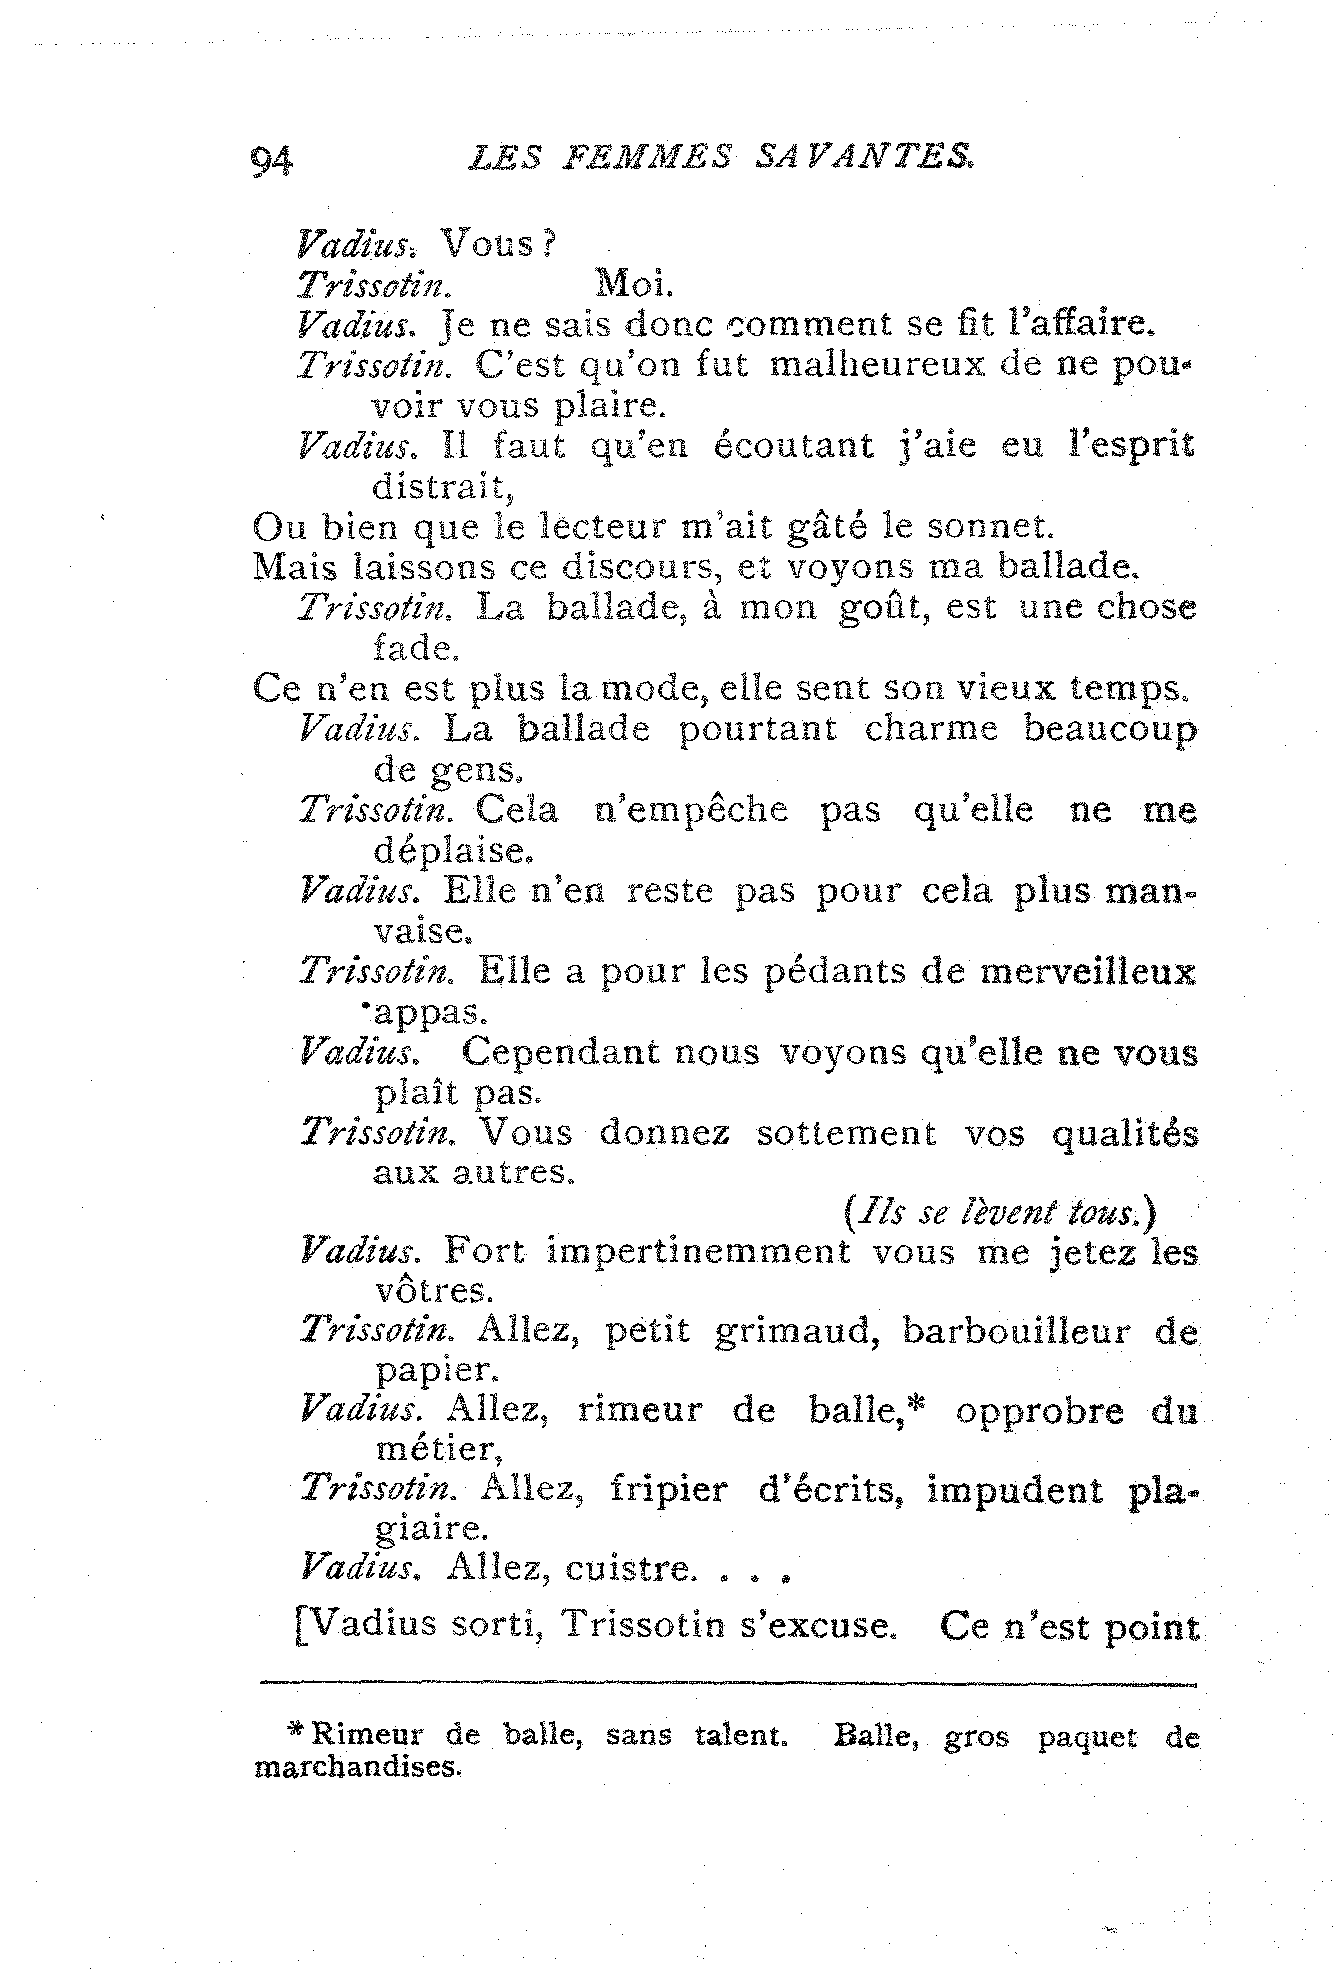 94 LES FEMMES SAVANTES.
Vadius. Vous ?
Trissotin. Moi.
Vadius. Je ne sais donc comment se fit l'affaire.
Trissotin. C'est qu'on fut malheureux de ne pou-
voir vous plaire.
Vadius. Il faut qu'en écoutant j'aie eu l'esprit
distrait,
Ou bien que le lecteur m'ait gâté le sonnet.
Mais laissons ce discours, et voyons ma ballade.
Trissotin. La ballade, à mon goût, est une chose
fade.
Ce n'en est plus la mode, elle sent son vieux temps.
Vadius. La ballade pourtant charme beaucoup
de gens.
Trissotin. Cela n'empêche pas qu'elle ne me
déplaise.
Vadius. Elle n'en reste pas pour cela plus man-
vaise.
Trissotin. Elle a pour les pédants de merveilleux
appas.
Vadius. Cependant nous voyons qu'elle ne vous
plaît pas.
Trissotin. Vous donnez sottement vos qualités
aux autres.
(Ils se lèvent tous.)
Vadius. Fort impertinemment vous me jetez les
vôtres.
Trissotin. Allez, petit grimaud, barbouilleur de
papier.
Vadius. Allez, rimeur de balle,* opprobre du
métier,
Trissotin. Allez, fripier d'écrits, impudent pla-
giaire.
Vadius. Allez, cuistre. . . .
[Vadius sorti, Trissotin s'excuse. Ce n'est point
* Rimeur de balle, sans talent. Balle, gros paquet de
marchandises.